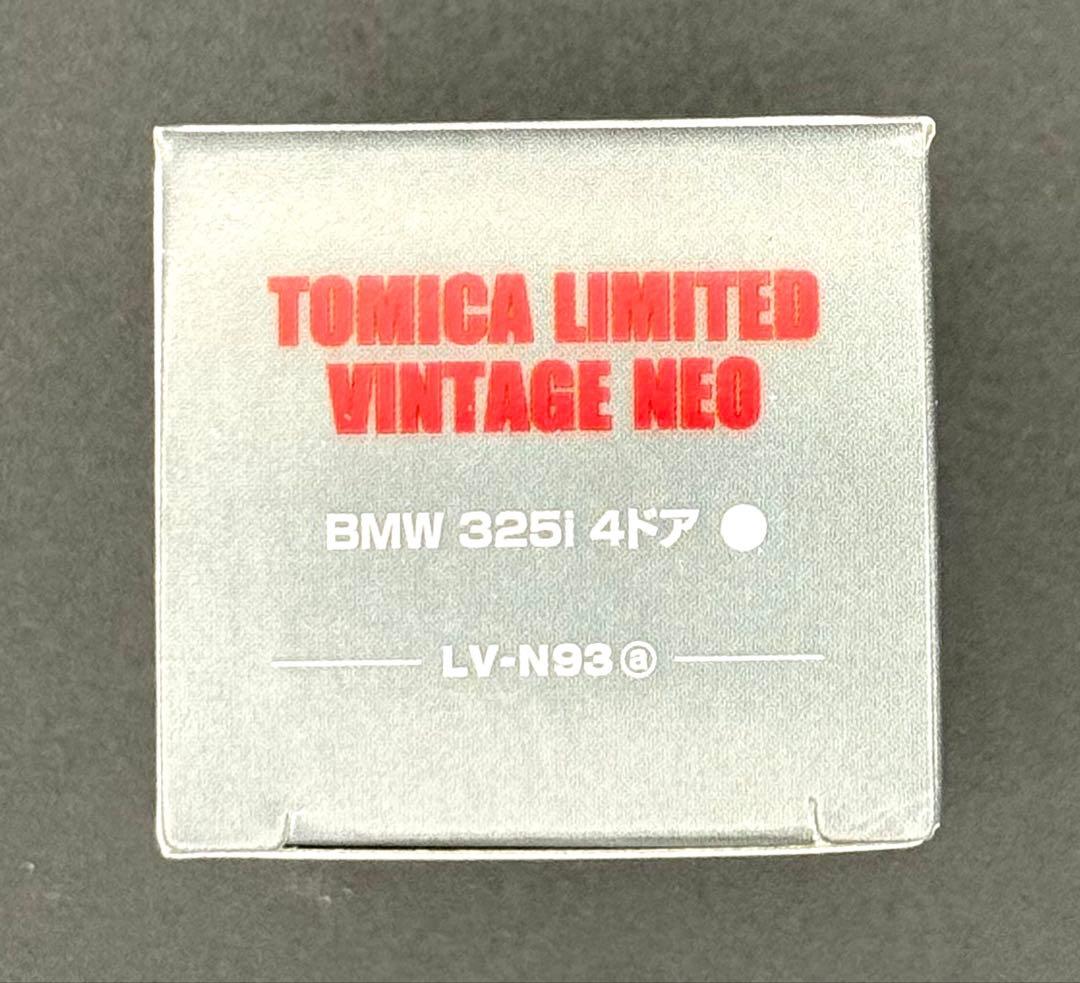 TOMICA LIMITED
VINTAGE NEO
BMW 325i 4ドア
LV-N93ⓐ